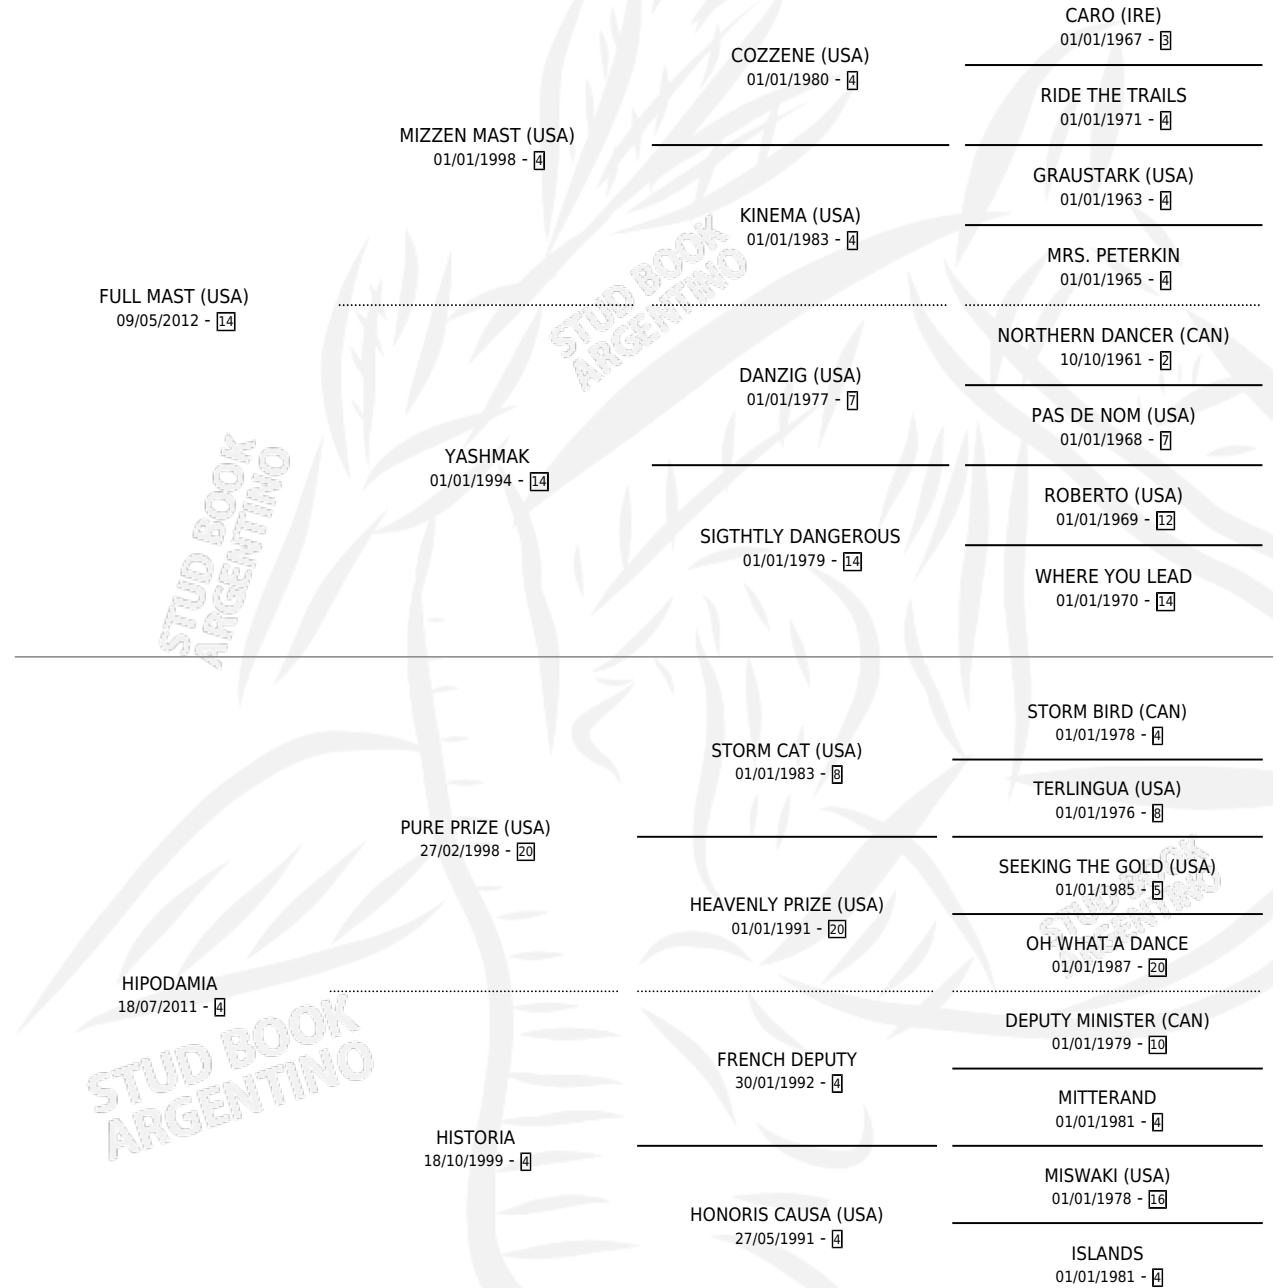 CARO (IRE)
01/01/1967 - 3
COZZENE (USA)
01/01/1980 - 4
RIDE THE TRAILS
01/01/1971 - 4
MIZZEN MAST (USA)
01/01/1998 - 4
GRAUSTARK (USA)
01/01/1963 - 4
KINEMA (USA)
01/01/1983 - 4
MRS. PETERKIN
01/01/1965 - 4
FULL MAST (USA)
09/05/2012 - 14
NORTHERN DANCER (CAN)
10/10/1961 - 2
DANZIG (USA)
01/01/1977 - 7
PAS DE NOM (USA)
01/01/1968 - 7
YASHMAK
01/01/1994 - 14
ROBERTO (USA)
01/01/1969 - 12
SIGTHTLY DANGEROUS
01/01/1979 - 14
WHERE YOU LEAD
01/01/1970 - 14
STUD BOOK
ARGENTINO
STUD BOOK
ARGENTINO
STORM BIRD (CAN)
01/01/1978 - 4
STORM CAT (USA)
01/01/1983 - 8
TERLINGUA (USA)
01/01/1976 - 8
PURE PRIZE (USA)
27/02/1998 - 20
SEEKING THE GOLD (USA)
01/01/1985 - 5
HEAVENLY PRIZE (USA)
01/01/1991 - 20
OH WHAT A DANCE
01/01/1987 - 20
HIPODAMIA
18/07/2011 - 4
DEPUTY MINISTER (CAN)
01/01/1979 - 10
FRENCH DEPUTY
30/01/1992 - 4
MITTERAND
01/01/1981 - 4
HISTORIA
18/10/1999 - 4
MISWAKI (USA)
01/01/1978 - 16
HONORIS CAUSA (USA)
27/05/1991 - 4
ISLANDS
01/01/1981 - 4
STUD BOOK
ARGENTINO
STUD BOOK
ARGENTINO